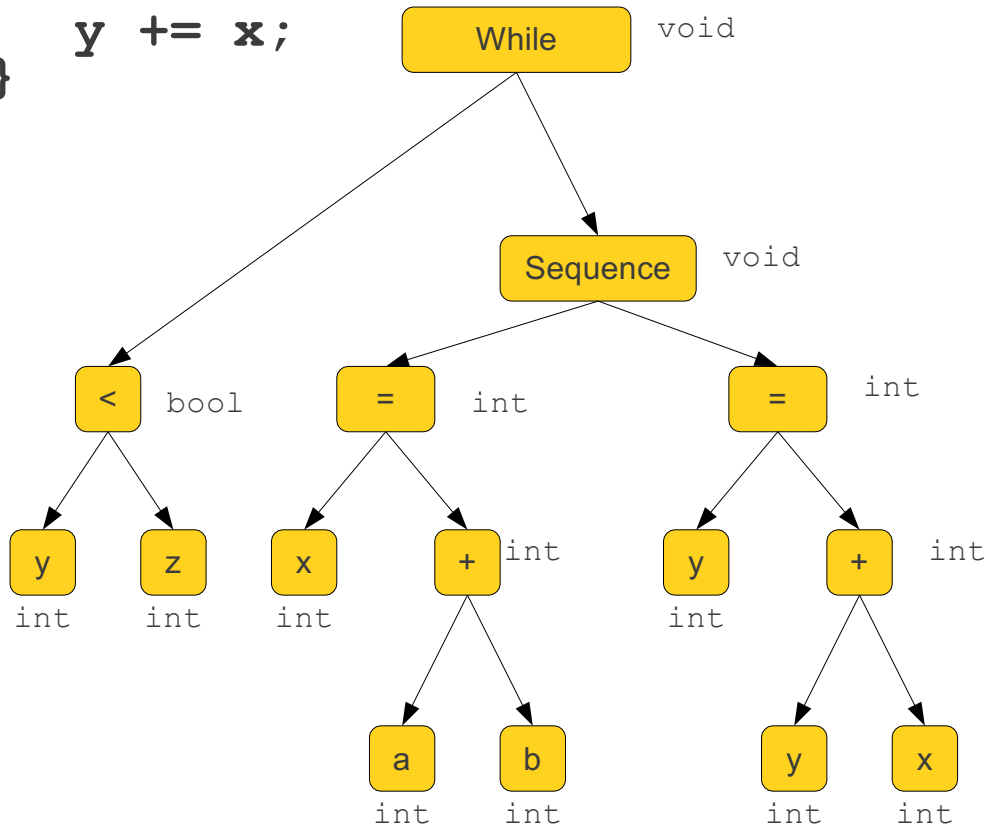 y += x;
}
While void
Sequence void
< bool = int = int
y z x + int y + int
int int int int
a b y x
int int int int